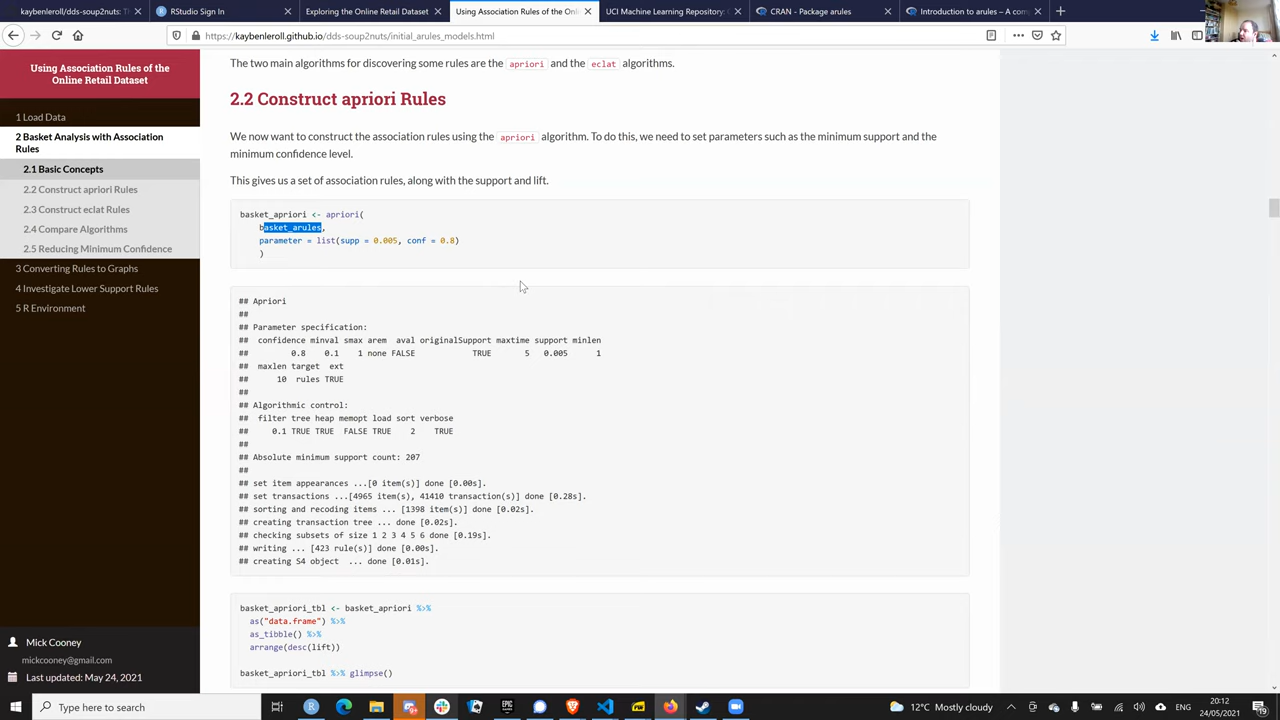 kaybenleroll/dds-soup2nuts:
RStudio Sign In
Exploring the Online Retail Dataset
Using Association Rules of the Onl
UCI Machine Learning Repository:
CRAN - Package arules
Introduction to arules – A com
https://kaybenleroll.github.io/dds-soup2nuts/initial_arules_models.html
Using Association Rules of the
Online Retail Dataset
1 Load Data
2 Basket Analysis with Association
Rules
2.1 Basic Concepts
2.2 Construct apriori Rules
2.3 Construct eclat Rules
2.4 Compare Algorithms
2.5 Reducing Minimum Confidence
3 Converting Rules to Graphs
4 Investigate Lower Support Rules
5 R Environment
Mick Cooney
mickcooney@gmail.com
Last updated: May 24, 2021
The two main algorithms for discovering some rules are the apriori and the eclat algorithms.
2.2 Construct apriori Rules
We now want to construct the association rules using the apriori algorithm. To do this, we need to set parameters such as the minimum support and the
minimum confidence level.
This gives us a set of association rules, along with the support and lift.
basket_apriori <- apriori(
basket_arules,
parameter = list(supp = 0.005, conf = 0.8)
)
## Apriori
##
## Parameter specification:
##  confidence minval smax arem  aval originalSupport maxtime support minlen
##         0.8    0.1    1 none FALSE            TRUE       5   0.005      1
##  maxlen target  ext
##      10  rules TRUE
##
## Algorithmic control:
##  filter tree heap memopt load sort verbose
##     0.1 TRUE TRUE  FALSE TRUE    2    TRUE
##
## Absolute minimum support count: 207
##
## set item appearances ...[0 item(s)] done [0.00s].
## set transactions ...[4965 item(s), 41410 transaction(s)] done [0.28s].
## sorting and recoding items ... [1398 item(s)] done [0.02s].
## creating transaction tree ... done [0.02s].
## checking subsets of size 1 2 3 4 5 6 done [0.19s].
## writing ... [423 rule(s)] done [0.00s].
## creating S4 object  ... done [0.01s].
basket_apriori_tbl <- basket_apriori %>%
as("data.frame") %>%
as_tibble() %>%
arrange(desc(lift))
basket_apriori_tbl %>% glimpse()
Type here to search
12°C Mostly cloudy
ENG
20:12
24/05/2021